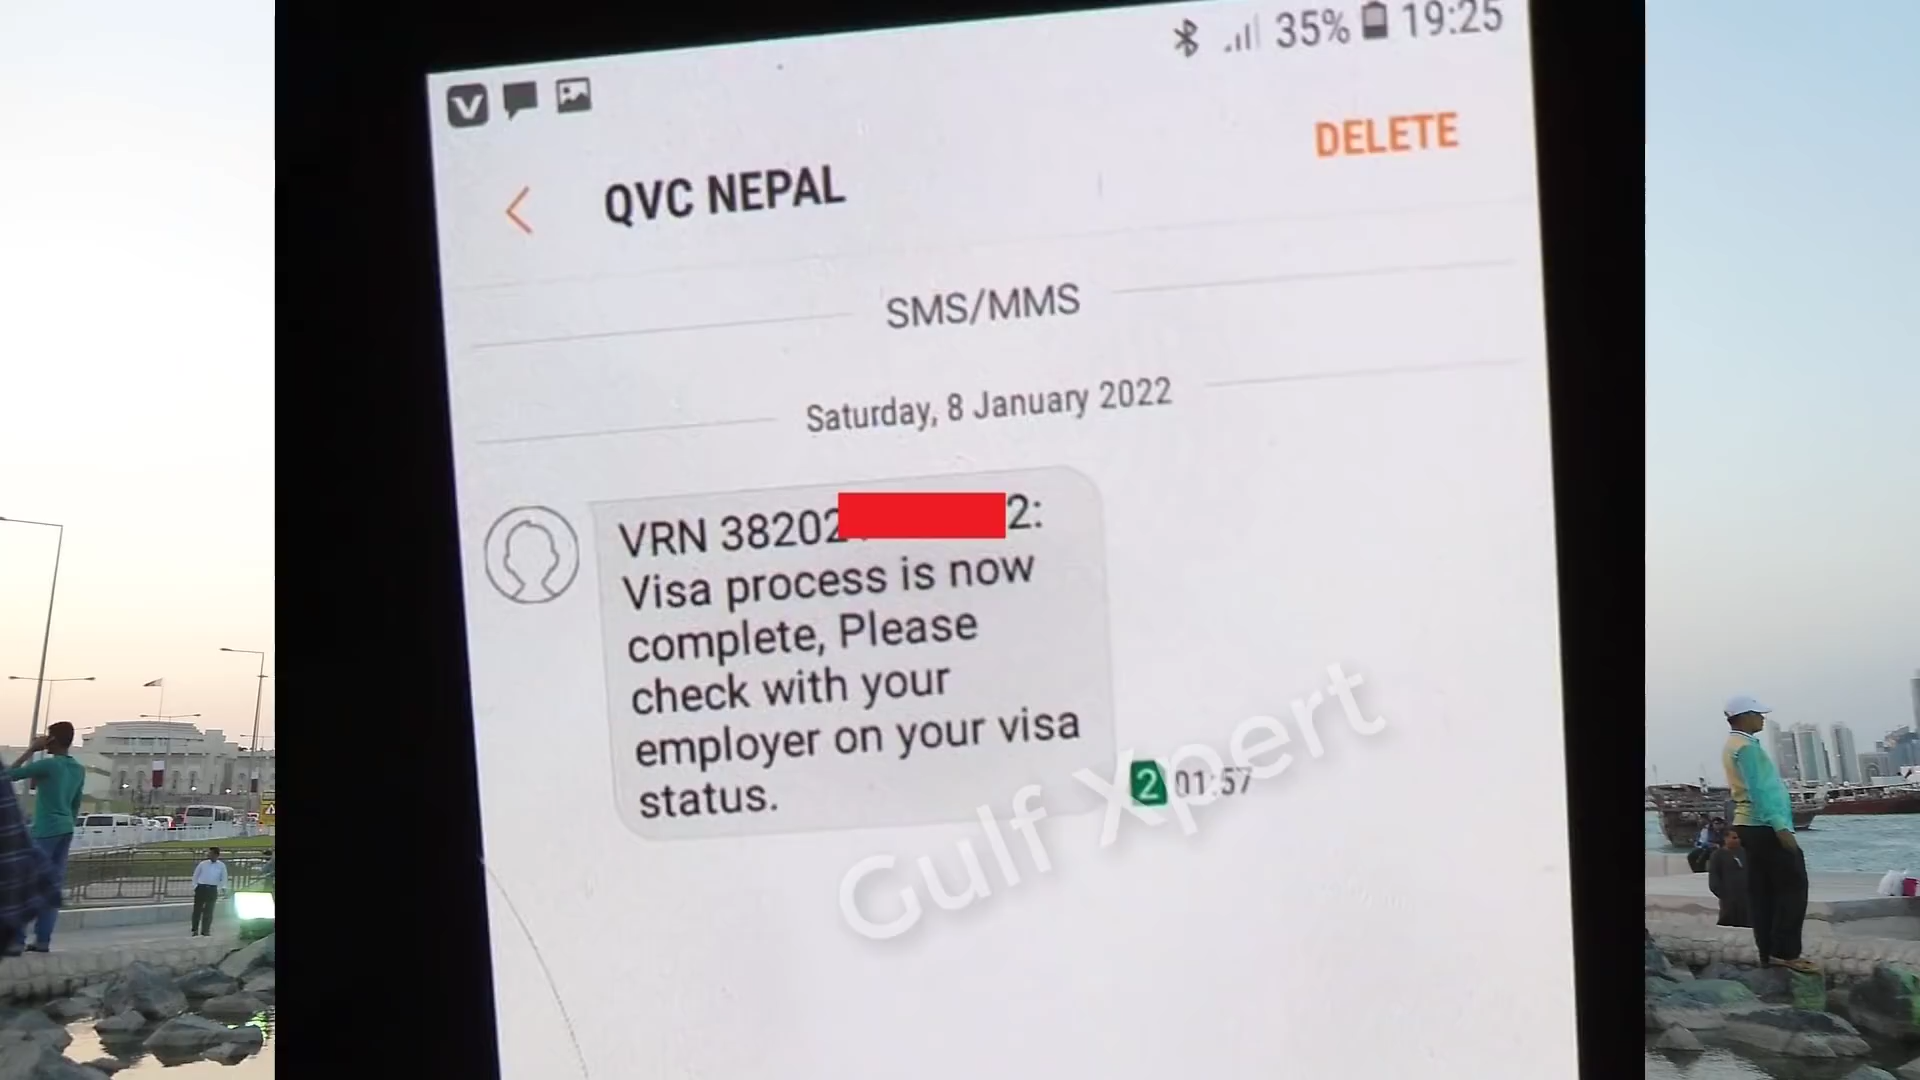 35% 19:25
DELETE
QVC NEPAL
SMS/MMS
Saturday, 8 January 2022
VRN 38202 2:
Visa process is now
complete, Please
check with your
employer on your visa
status.
2 01:57
Gulf Xpert